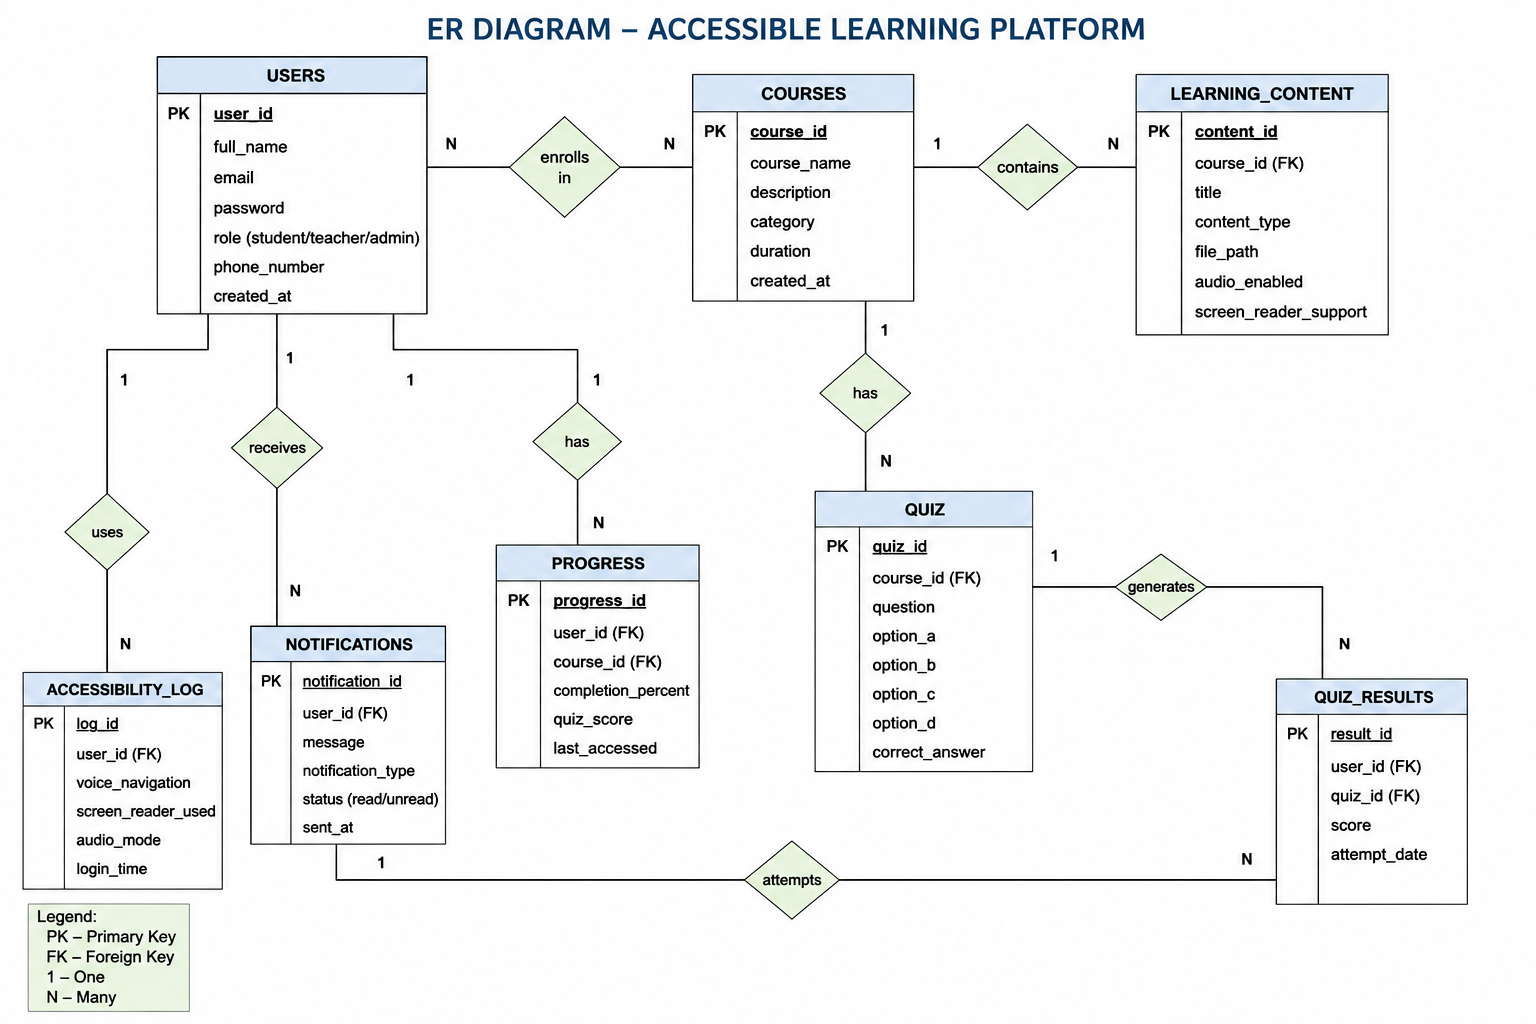 ER DIAGRAM – ACCESSIBLE LEARNING PLATFORM
USERS
PK user_id
full_name
email
password
role (student/teacher/admin)
phone_number
created_at
N
enrolls
in
N
COURSES
PK course_id
course_name
description
category
duration
created_at
1
contains
N
LEARNING_CONTENT
PK content_id
course_id (FK)
title
content_type
file_path
audio_enabled
screen_reader_support
1
uses
N
1
receives
N
1
1
has
N
1
has
N
ACCESSIBILITY_LOG
PK log_id
user_id (FK)
voice_navigation
screen_reader_used
audio_mode
login_time
NOTIFICATIONS
PK notification_id
user_id (FK)
message
notification_type
status (read/unread)
sent_at
PROGRESS
PK progress_id
user_id (FK)
course_id (FK)
completion_percent
quiz_score
last_accessed
QUIZ
PK quiz_id
course_id (FK)
question
option_a
option_b
option_c
option_d
correct_answer
1
generates
N
QUIZ_RESULTS
PK result_id
user_id (FK)
quiz_id (FK)
score
attempt_date
1
attempts
N
Legend:
PK – Primary Key
FK – Foreign Key
1 – One
N – Many